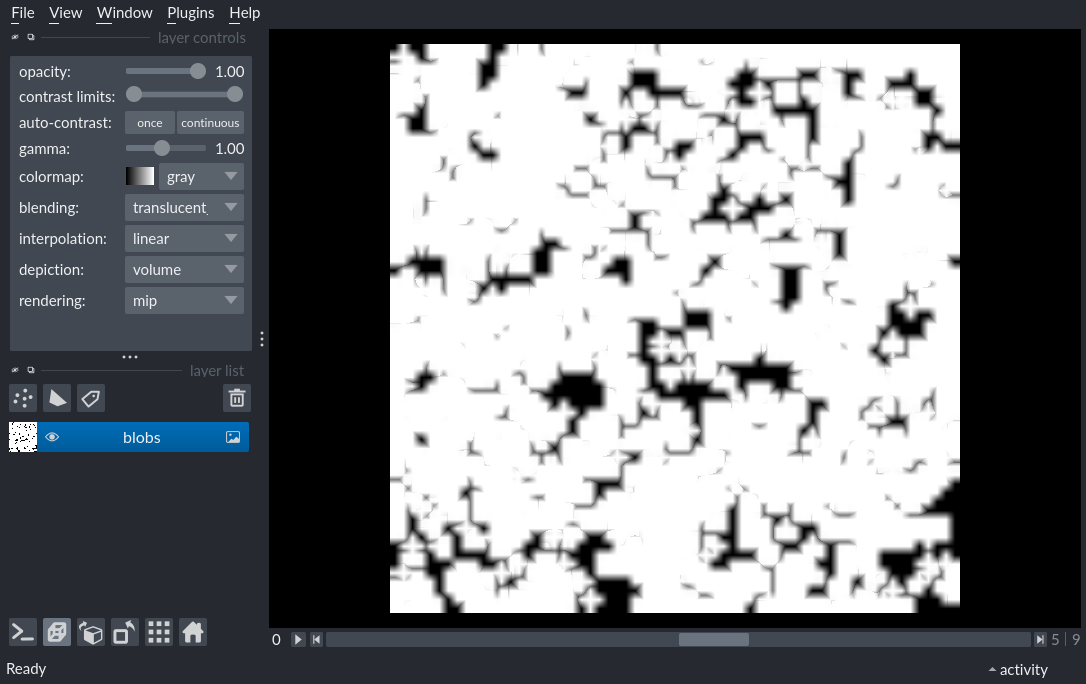 File View Window Plugins Help
layer controls
opacity: 1.00
contrast limits:
auto-contrast: once continuous
gamma: 1.00
colormap: gray
blending: translucent
interpolation: linear
depiction: volume
rendering: mip
layer list
blobs
0 5 | 9
Ready activity